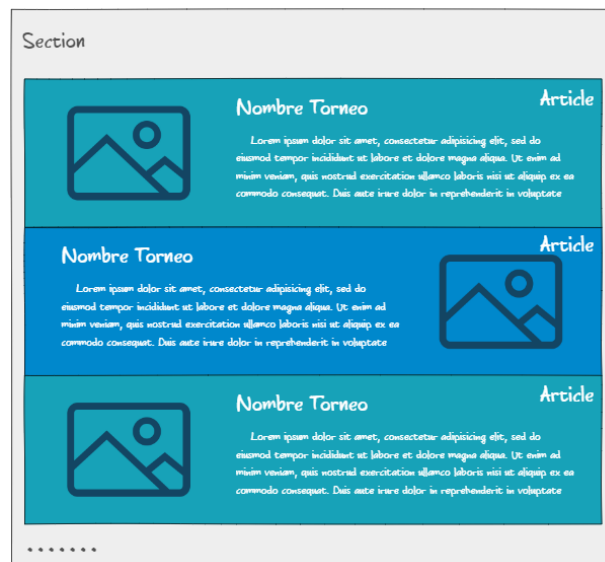 Section
Article
Nombre Torneo
Lorem ipsum dolor sit amet, consectetur adipisicing elit, sed do
eiusmod tempor incididunt ut labore et dolore magna aliqua. Ut enim ad
minim veniam, quis nostrud exercitation ullamco laboris nisi ut aliquip ex ea
commodo consequat. Duis aute irure dolor in reprehenderit in voluptate
Article
Nombre Torneo
Lorem ipsum dolor sit amet, consectetur adipisicing elit, sed do
eiusmod tempor incididunt ut labore et dolore magna aliqua. Ut enim ad
minim veniam, quis nostrud exercitation ullamco laboris nisi ut aliquip ex ea
commodo consequat. Duis aute irure dolor in reprehenderit in voluptate
Article
Nombre Torneo
Lorem ipsum dolor sit amet, consectetur adipisicing elit, sed do
eiusmod tempor incididunt ut labore et dolore magna aliqua. Ut enim ad
minim veniam, quis nostrud exercitation ullamco laboris nisi ut aliquip ex ea
commodo consequat. Duis aute irure dolor in reprehenderit in voluptate
.......